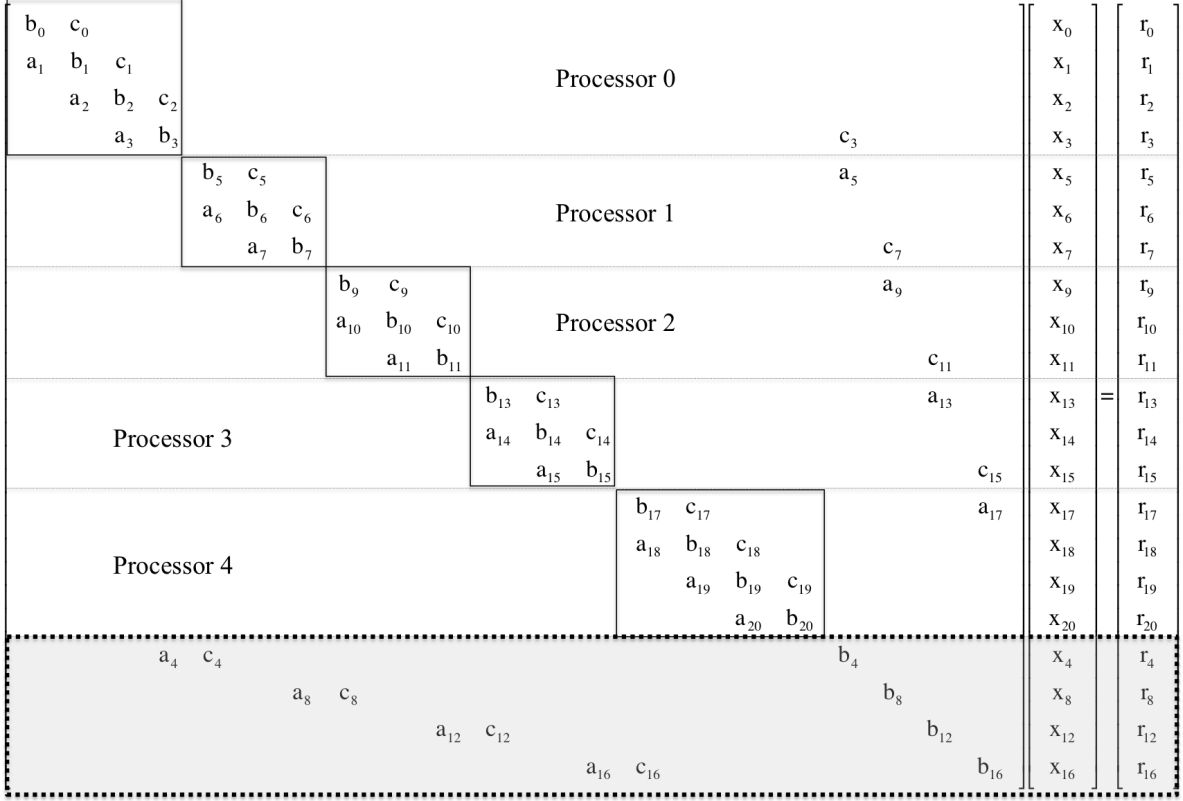 b₀ c₀ x₀ r₀
a₁ b₁ c₁ x₁ r₁
Processor 0
a₂ b₂ c₂ x₂ r₂
a₃ b₃ c₃ x₃ r₃
b₅ c₅ a₅ x₅ r₅
a₆ b₆ c₆ Processor 1 x₆ r₆
a₇ b₇ c₇ x₇ r₇
b₉ c₉ a₉ x₉ r₉
a₁₀ b₁₀ c₁₀ Processor 2 x₁₀ r₁₀
a₁₁ b₁₁ c₁₁ x₁₁ r₁₁
b₁₃ c₁₃ a₁₃ x₁₃ = r₁₃
Processor 3 a₁₄ b₁₄ c₁₄ x₁₄ r₁₄
a₁₅ b₁₅ c₁₅ x₁₅ r₁₅
b₁₇ c₁₇ a₁₇ x₁₇ r₁₇
a₁₈ b₁₈ c₁₈ x₁₈ r₁₈
Processor 4
a₁₉ b₁₉ c₁₉ x₁₉ r₁₉
a₂₀ b₂₀ x₂₀ r₂₀
a₄ c₄ b₄ x₄ r₄
a₈ c₈ b₈ x₈ r₈
a₁₂ c₁₂ b₁₂ x₁₂ r₁₂
a₁₆ c₁₆ b₁₆ x₁₆ r₁₆